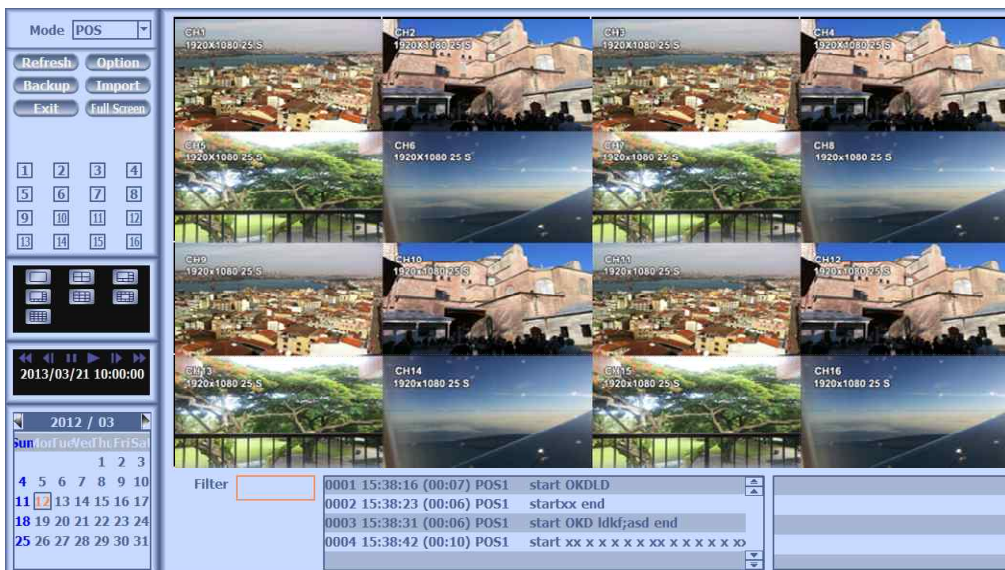 Mode POS
Refresh Option
Backup Import
Exit Full Screen
1 2 3 4
5 6 7 8
9 10 11 12
13 14 15 16
2013/03/21 10:00:00
2012 / 03
Sun Mon Tue Wed Thu Fri Sat
1 2 3
4 5 6 7 8 9 10
11 12 13 14 15 16 17
18 19 20 21 22 23 24
25 26 27 28 29 30 31
CH1
1920X1080 25 S
CH2
1920X1080 25 S
CH3
1920X1080 25 S
CH4
1920X1080 25 S
CH5
1920X1080 25 S
CH6
1920X1080 25 S
CH7
1920x1080 25 S
CH8
1920x1080 25 S
CH9
1920x1080 25 S
CH10
1920x1080 25 S
CH11
1920x1080 25 S
CH12
1920x1080 25 S
CH13
1920x1080 25 S
CH14
1920x1080 25 S
CH15
1920x1080 25 S
CH16
1920x1080 25 S
Filter
0001 15:38:16 (00:07) POS1 start OKDLD
0002 15:38:23 (00:06) POS1 startxx end
0003 15:38:31 (00:06) POS1 start OKD ldkf;asd end
0004 15:38:42 (00:10) POS1 start xx x x x x x xx x x x x x x